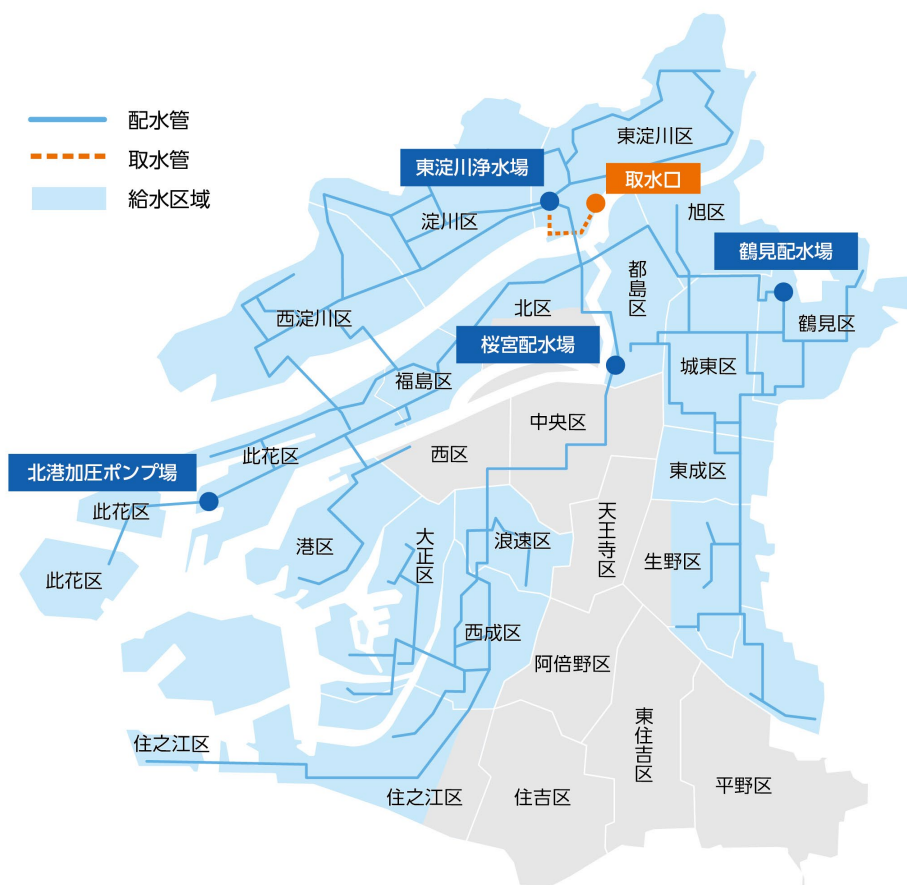 配水管
取水管
給水区域
東淀川区
東淀川浄水場
取水口
淀川区
旭区
鶴見配水場
都島区
北区
西淀川区
鶴見区
桜宮配水場
城東区
福島区
中央区
西区
此花区
東成区
北港加圧ポンプ場
此花区
天王寺区
浪速区
港区
大正区
生野区
此花区
西成区
阿倍野区
東住吉区
住之江区
平野区
住之江区
住吉区